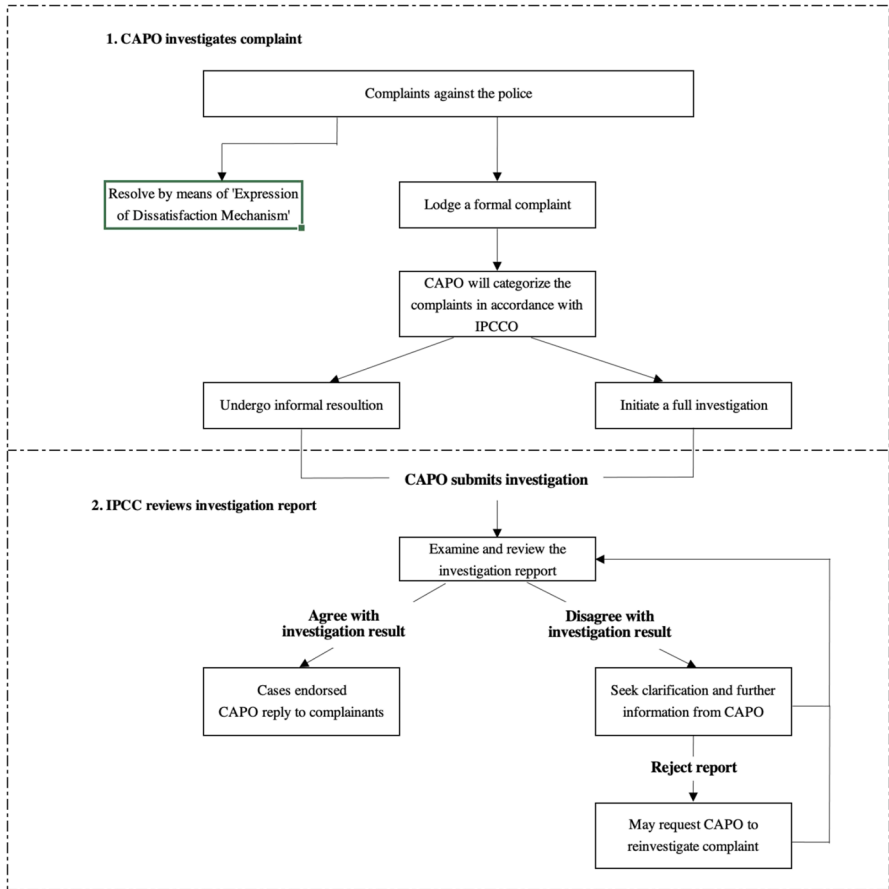 1. CAPO investigates complaint
Complaints against the police
Resolve by means of 'Expression
of Dissatisfaction Mechanism'
Lodge a formal complaint
CAPO will categorize the
complaints in accordance with
IPCCO
Undergo informal resoultion
Initiate a full investigation
CAPO submits investigation
2. IPCC reviews investigation report
Examine and review the
investigation repport
Agree with
investigation result
Disagree with
investigation result
Cases endorsed
CAPO reply to complainants
Seek clarification and further
information from CAPO
Reject report
May request CAPO to
reinvestigate complaint